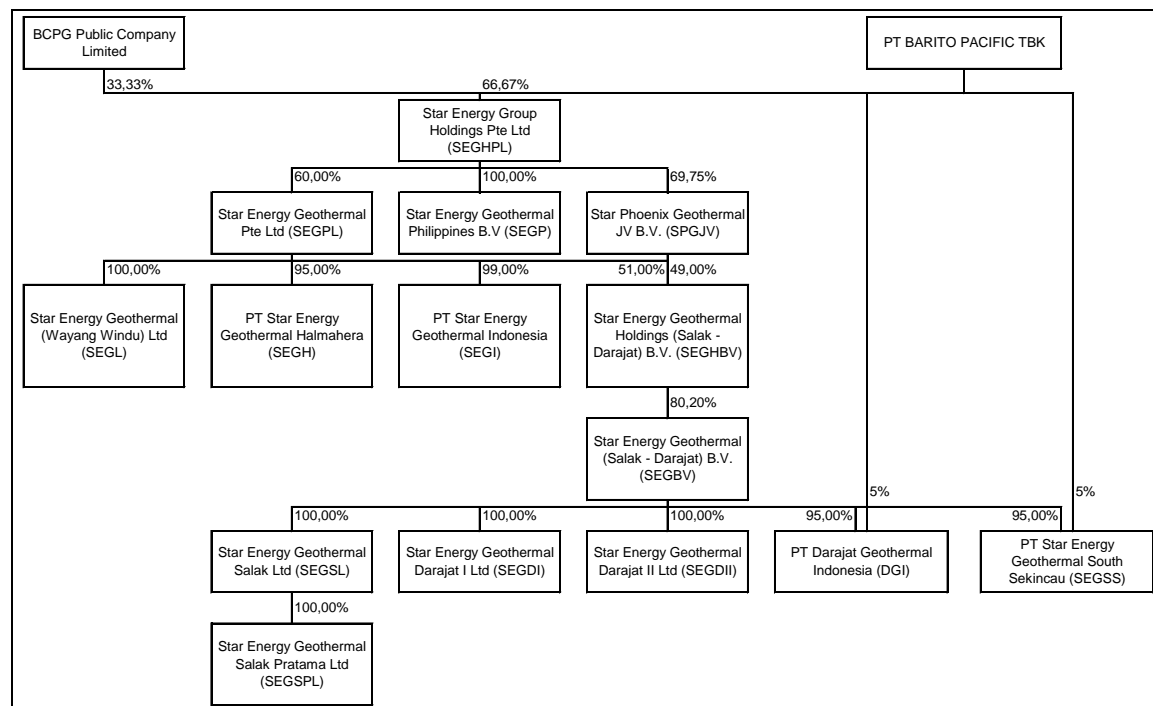 BCPG Public Company
Limited
PT BARITO PACIFIC TBK
33,33%
66,67%
Star Energy Group
Holdings Pte Ltd
(SEGHPL)
60,00%
100,00%
69,75%
Star Energy Geothermal
Pte Ltd (SEGPL)
Star Energy Geothermal
Philippines B.V (SEGP)
Star Phoenix Geothermal
JV B.V. (SPGJV)
100,00%
95,00%
99,00%
51,00%
49,00%
Star Energy Geothermal
(Wayang Windu) Ltd
(SEGL)
PT Star Energy
Geothermal Halmahera
(SEGH)
PT Star Energy
Geothermal Indonesia
(SEGI)
Star Energy Geothermal
Holdings (Salak -
Darajat) B.V. (SEGHBV)
80,20%
Star Energy Geothermal
(Salak - Darajat) B.V.
(SEGBV)
5%
5%
100,00%
100,00%
100,00%
95,00%
95,00%
Star Energy Geothermal
Salak Ltd (SEGSL)
Star Energy Geothermal
Darajat I Ltd (SEGDI)
Star Energy Geothermal
Darajat II Ltd (SEGDII)
PT Darajat Geothermal
Indonesia (DGI)
PT Star Energy
Geothermal South
Sekincau (SEGSS)
100,00%
Star Energy Geothermal
Salak Pratama Ltd
(SEGSPL)